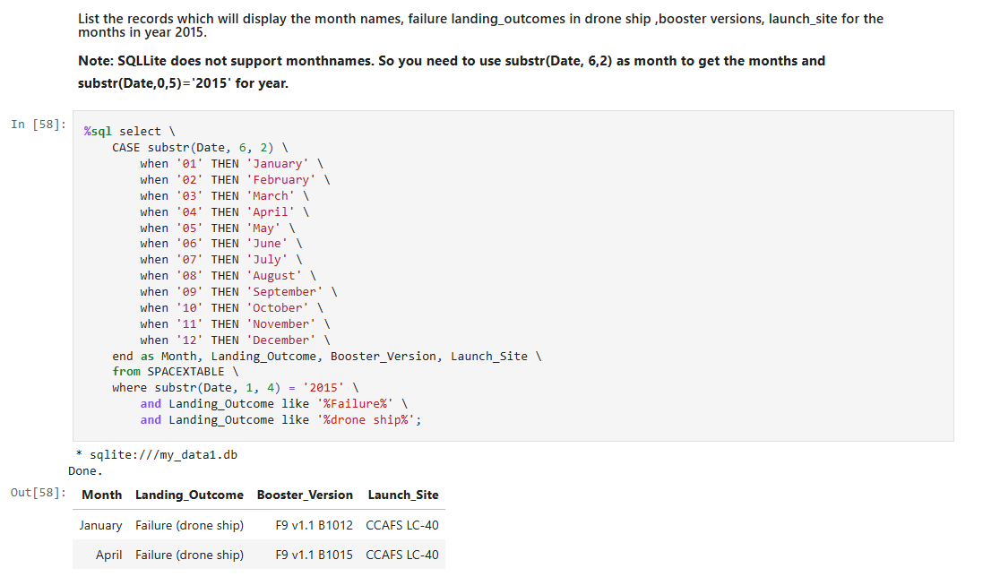 List the records which will display the month names, failure landing_outcomes in drone ship ,booster versions, launch_site for the
months in year 2015.
Note: SQLLite does not support monthnames. So you need to use substr(Date, 6,2) as month to get the months and
substr(Date,0,5)='2015' for year.
In [58]:
%sql select \
CASE substr(Date, 6, 2) \
when '01' THEN 'January' \
when '02' THEN 'February' \
when '03' THEN 'March' \
when '04' THEN 'April' \
when '05' THEN 'May' \
when '06' THEN 'June' \
when '07' THEN 'July' \
when '08' THEN 'August' \
when '09' THEN 'September' \
when '10' THEN 'October' \
when '11' THEN 'November' \
when '12' THEN 'December' \
end as Month, Landing_Outcome, Booster_Version, Launch_Site \
from SPACEXTABLE \
where substr(Date, 1, 4) = '2015' \
and Landing_Outcome like '%Failure%' \
and Landing_Outcome like '%drone ship%';
* sqlite:///my_data1.db
Done.
Out[58]:
Month Landing_Outcome Booster_Version Launch_Site
January Failure (drone ship) F9 v1.1 B1012 CCAFS LC-40
April Failure (drone ship) F9 v1.1 B1015 CCAFS LC-40